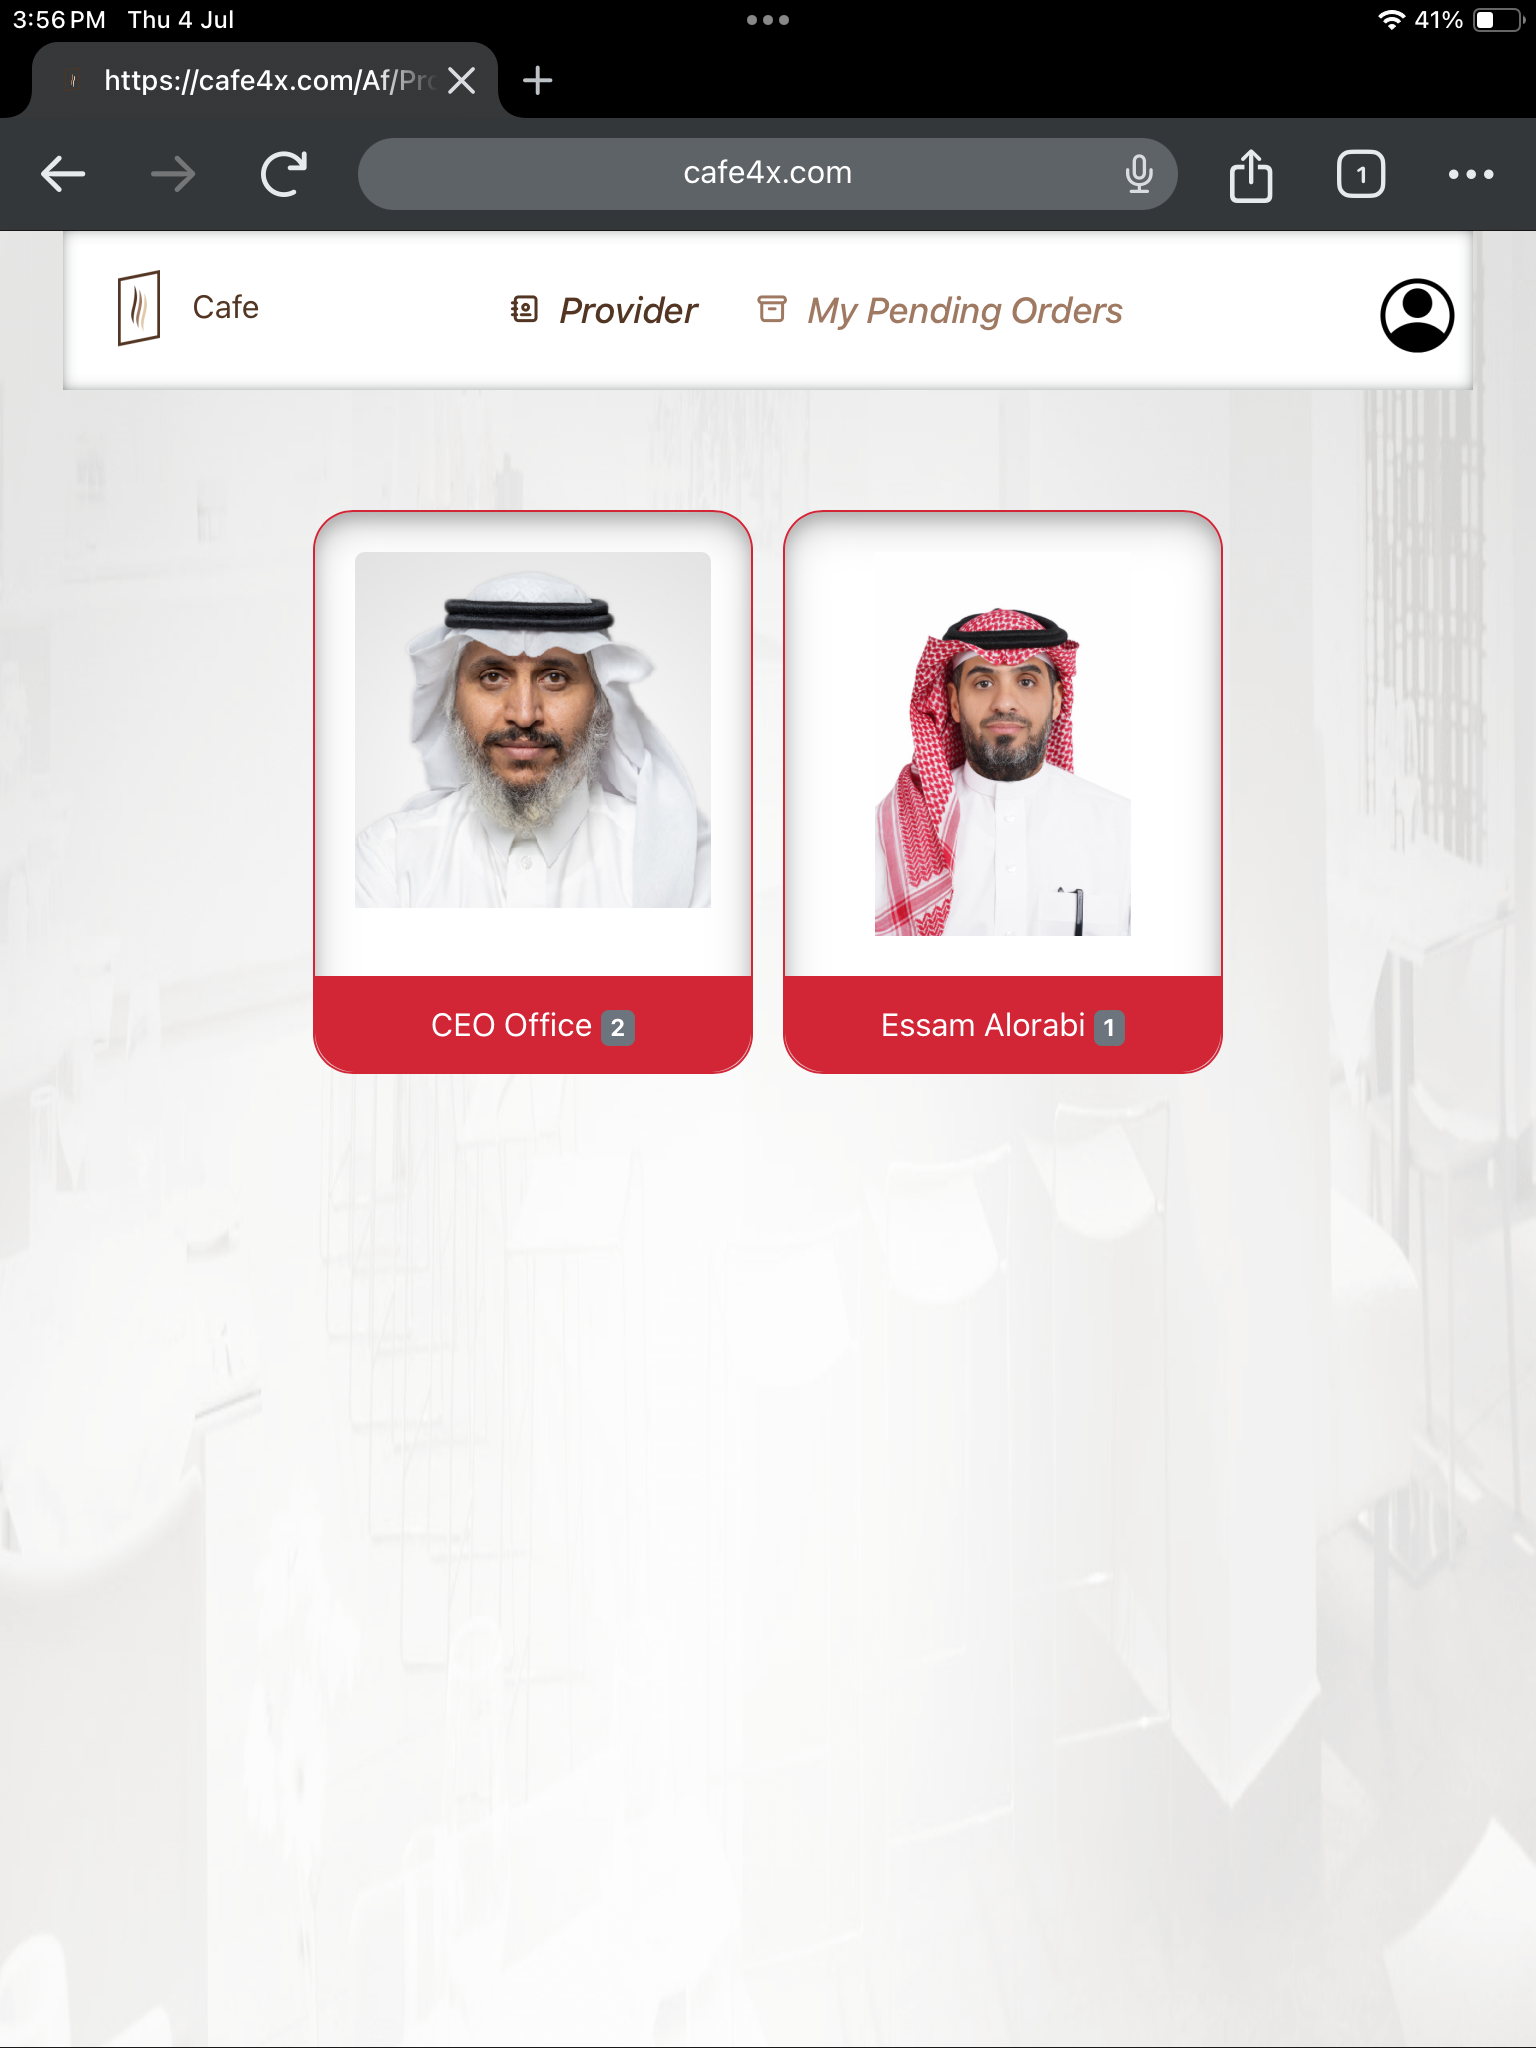 3:56 PM Thu 4 Jul 41%
https://cafe4x.com/Af/Pro
cafe4x.com 1
Cafe Provider My Pending Orders
CEO Office 2
Essam Alorabi 1